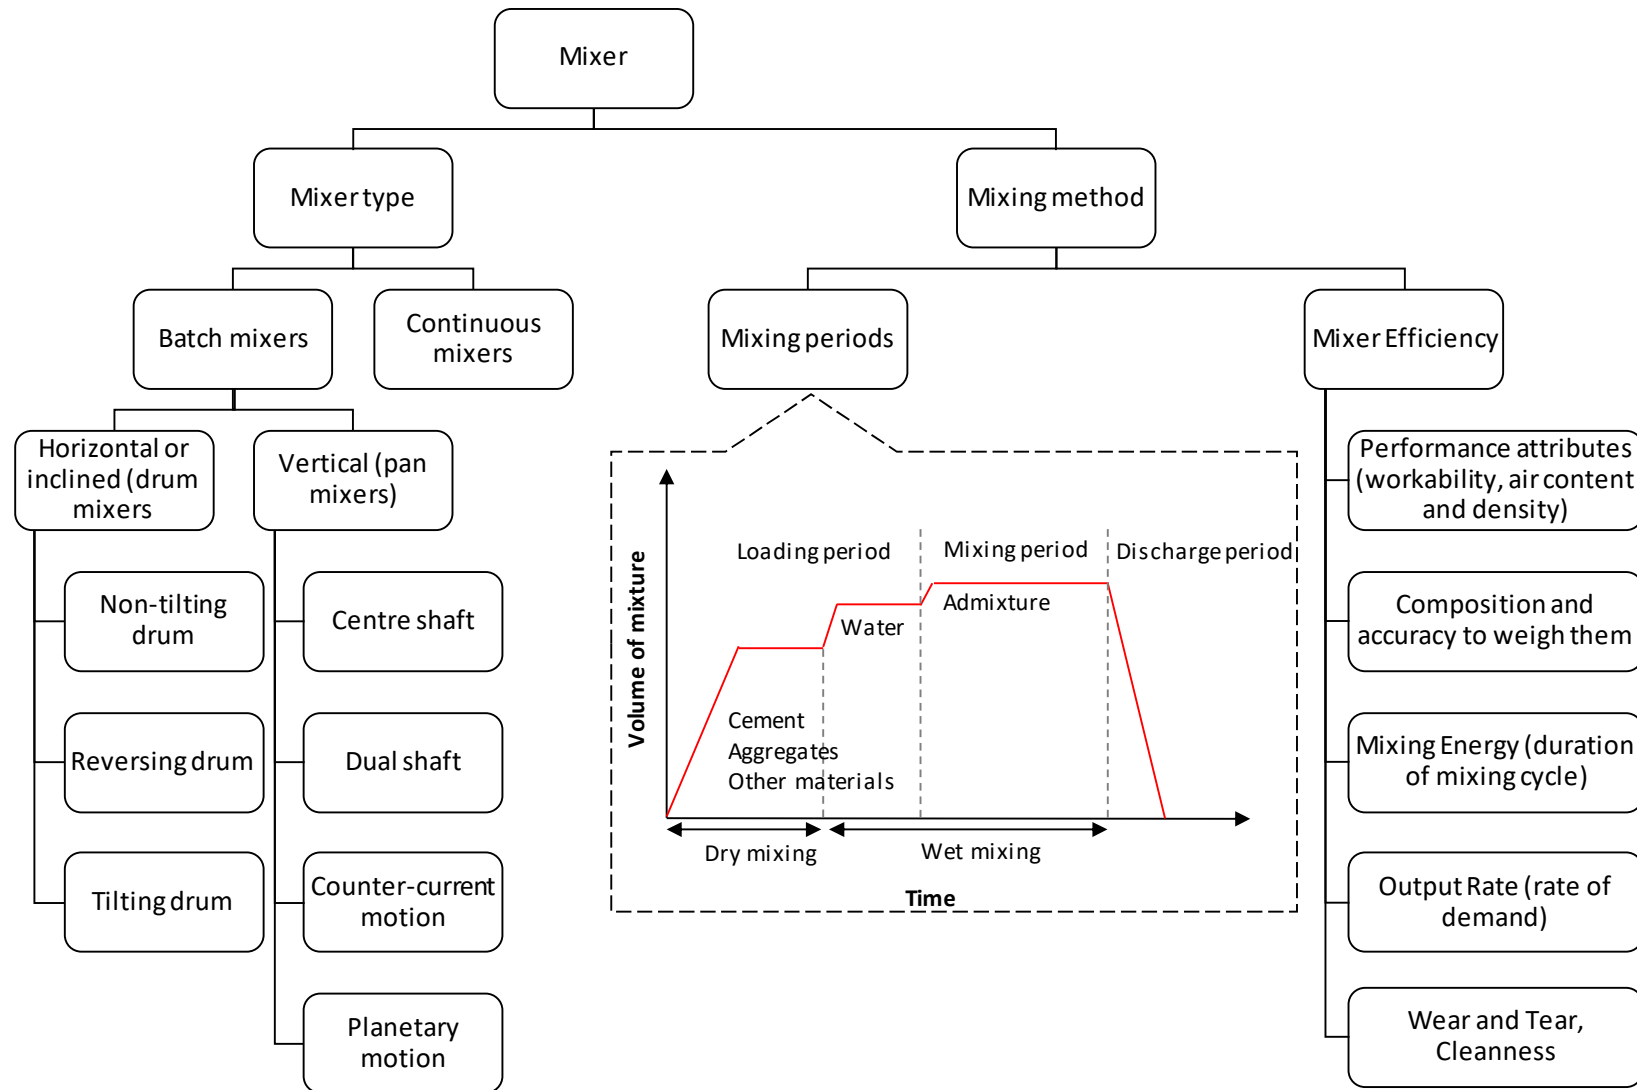 Mixer
Mixer type
Mixing method
Batch mixers
Continuous
mixers
Mixing periods
Mixer Efficiency
Horizontal or
inclined (drum
mixers
Vertical (pan
mixers)
Non-tilting
drum
Reversing drum
Tilting drum
Centre shaft
Dual shaft
Counter-current
motion
Planetary
motion
Volume of mixture
Loading period
Mixing period
Discharge period
Admixture
Water
Cement
Aggregates
Other materials
Dry mixing
Wet mixing
Time
Performance attributes
(workability, air content
and density)
Composition and
accuracy to weigh them
Mixing Energy (duration
of mixing cycle)
Output Rate (rate of
demand)
Wear and Tear,
Cleanness